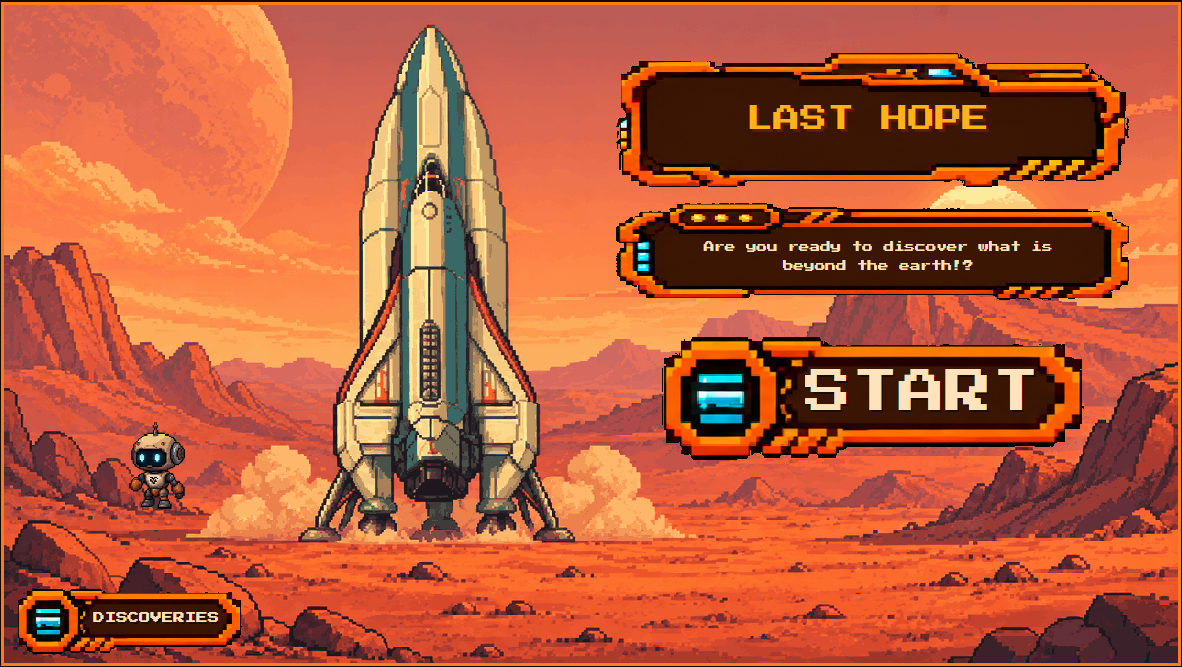 LAST HOPE
Are you ready to discover what is
beyond the earth!?
START
DISCOVERIES